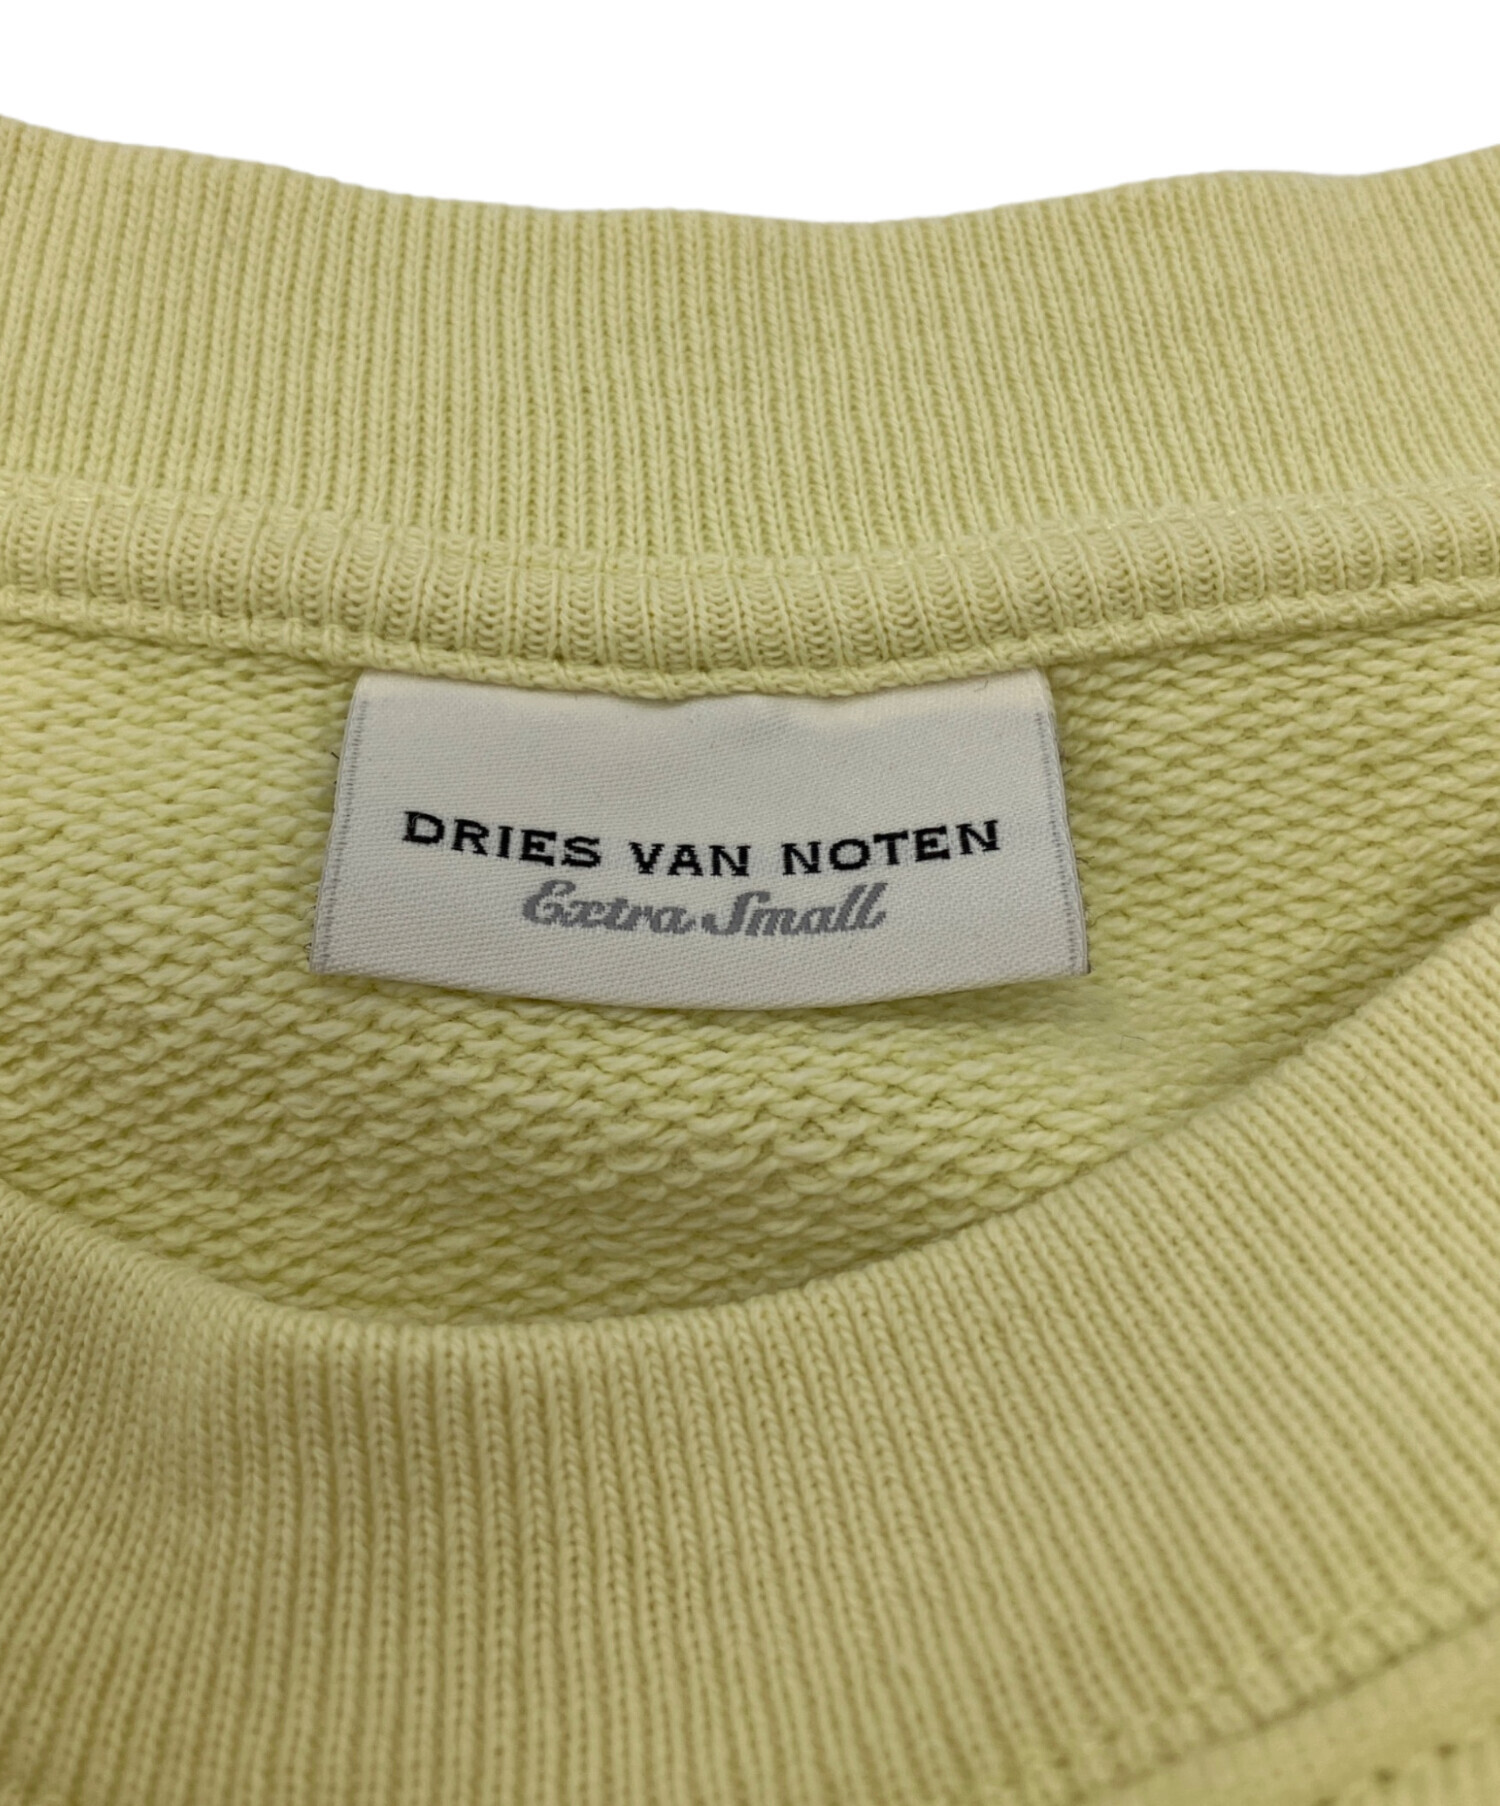 DRIES VAN NOTEN
Extra Small